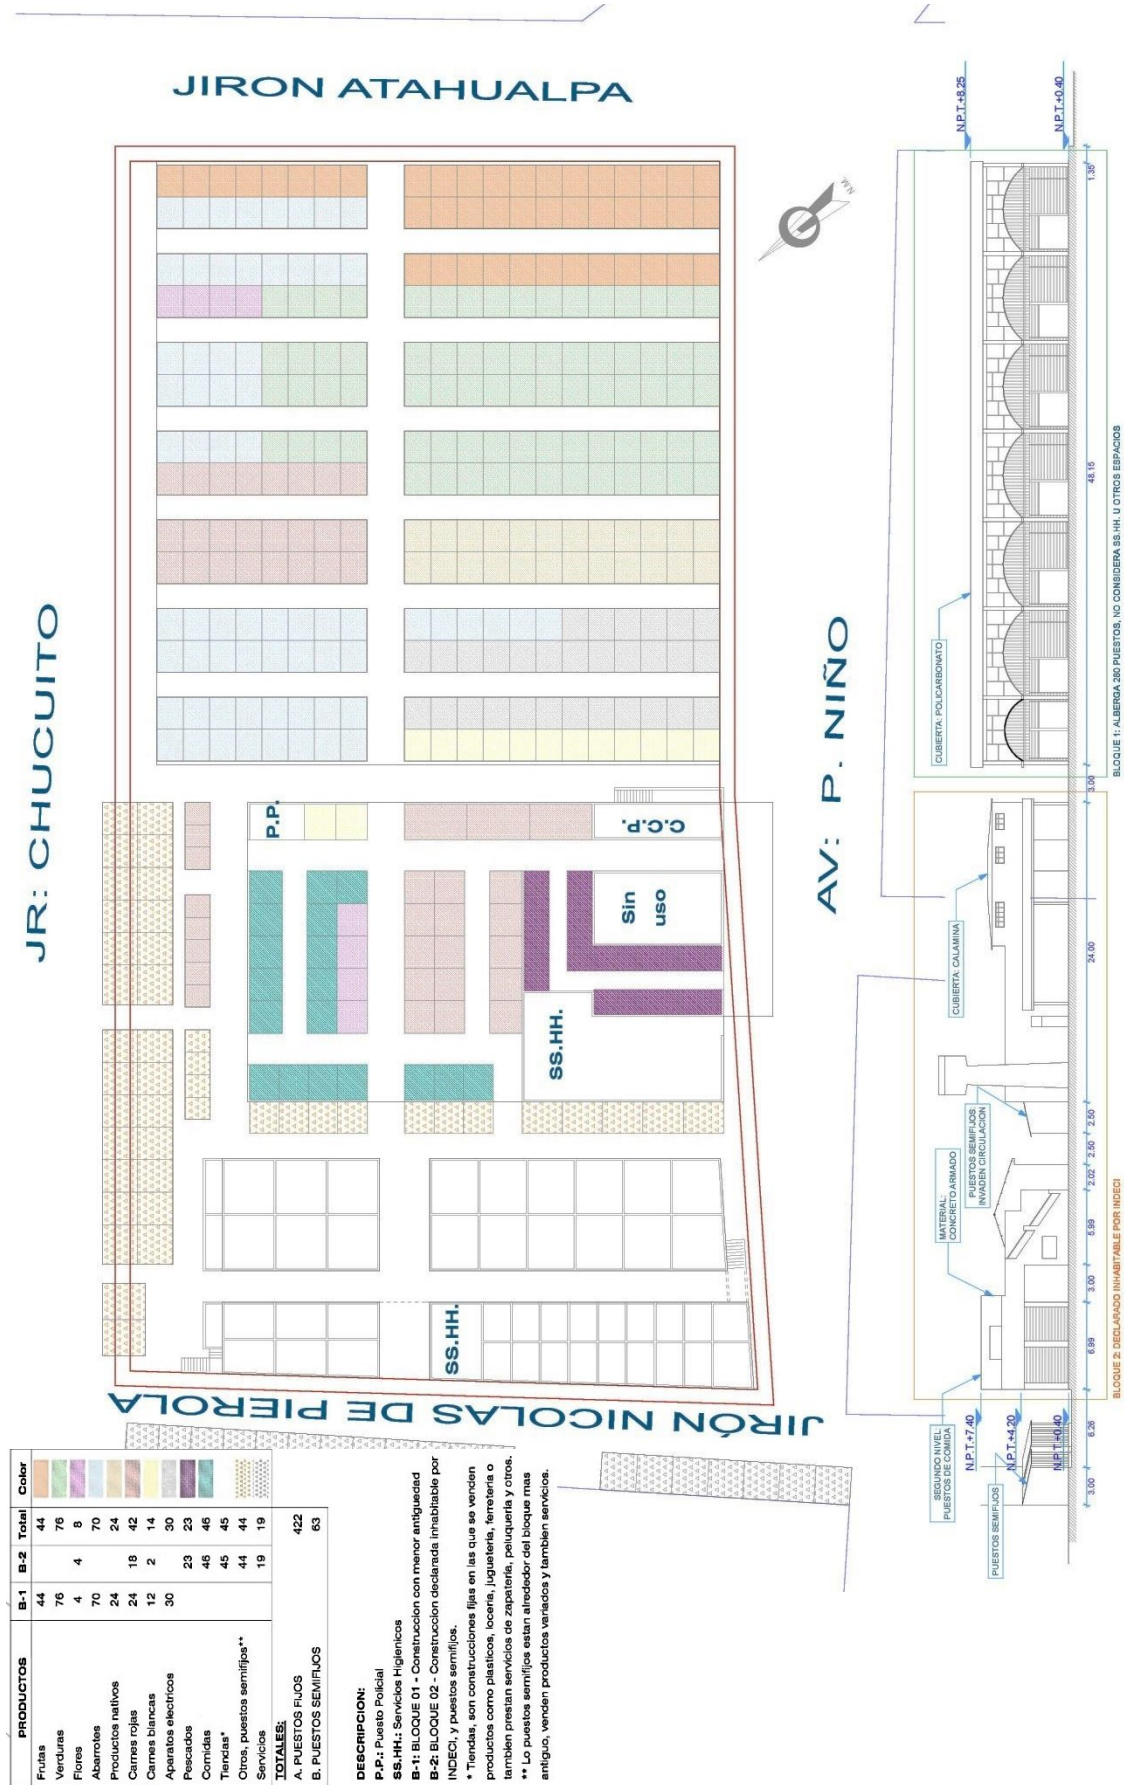 JIRON ATAHUALPA
JR: CHUCUITO
AV: P. NIÑO
JIRÓN NICOLAS DE PIEROLA
N.M.
P.P.
C.C.P.
Sin
uso
SS.HH.
SS.HH.
PRODUCTOS B-1 B-2 Total Color
Frutas 44 44
Verduras 76 76
Flores 4 4 8
Abarrotes 70 70
Productos nativos 24 24
Carnes rojas 24 18 42
Carnes blancas 12 2 14
Aparatos electricos 30 30
Pescados 23 23
Comidas 46 46
Tiendas* 45 45
Otros, puestos semifijos** 44 44
Servicios 19 19
TOTALES:
A. PUESTOS FIJOS 422
B. PUESTOS SEMIFIJOS 63
DESCRIPCION:
P.P.: Puesto Policial
SS.HH.: Servicios Higienicos
B-1: BLOQUE 01 - Construccion con menor antiguedad
B-2: BLOQUE 02 - Construccion declarada inhabitable por
INDECI, y puestos semifijos.
* Tiendas, son construcciones fijas en las que se venden
productos como plasticos, loceria, jugueteria, ferreteria o
tambien prestan servicios de zapateria, peluqueria y otros.
** Lo puestos semifijos estan alrededor del bloque mas
antiguo, venden productos variados y tambien servicios.
SEGUNDO NIVEL:
PUESTOS DE COMIDA
PUESTOS SEMIFIJOS
N.P.T.+7.40
N.P.T.+4.20
N.P.T.+0.40
MATERIAL:
CONCRETO ARMADO
PUESTOS SEMIFIJOS:
INVADEN CIRCULACION
CUBIERTA: CALAMINA
CUBIERTA: POLICARBONATO
N.P.T.+8.25
N.P.T.+0.40
3.00 6.26 6.99 3.00 5.99 2.02 2.50 2.50 24.00 3.00 48.15 1.35
BLOQUE 2: DECLARADO INHABITABLE POR INDECI
BLOQUE 1: ALBERGA 280 PUESTOS, NO CONSIDERA SS.HH. U OTROS ESPACIOS